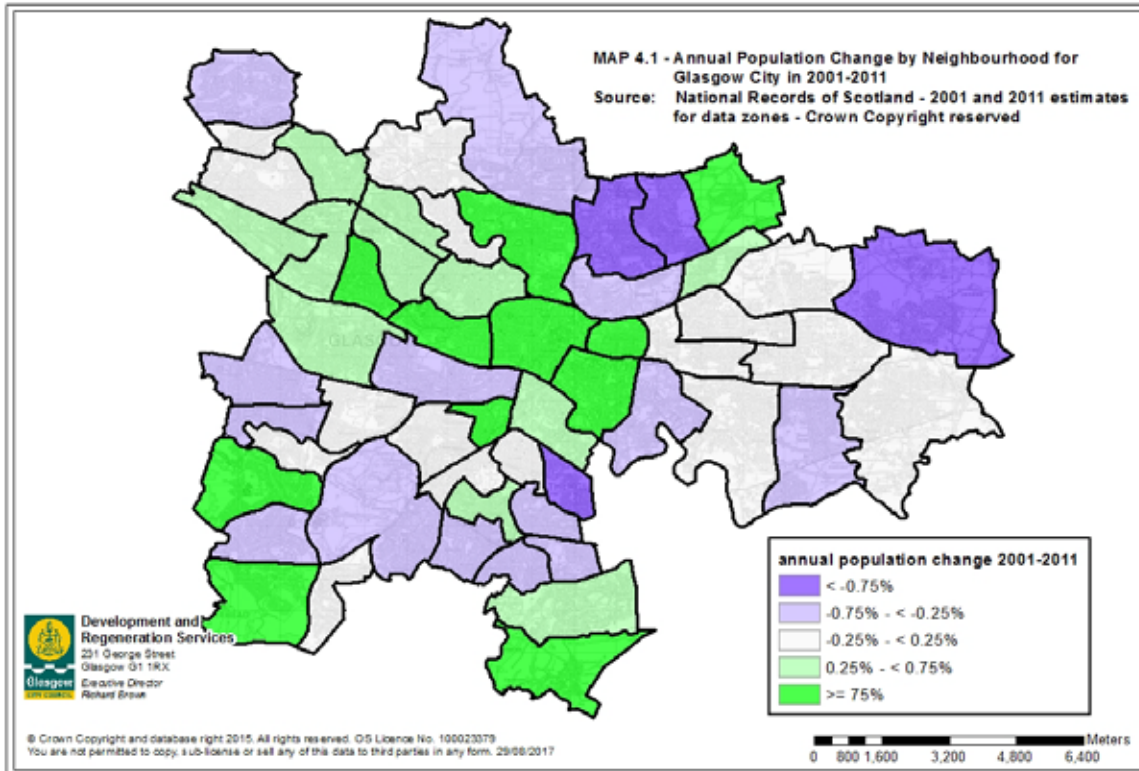 MAP 4.1 - Annual Population Change by Neighbourhood for
Glasgow City in 2001-2011
Source: National Records of Scotland - 2001 and 2011 estimates
for data zones - Crown Copyright reserved
annual population change 2001-2011
< -0.75%
-0.75% - < -0.25%
-0.25% - < 0.25%
0.25% - < 0.75%
>= 75%
Development and
Regeneration Services
231 George Street
Glasgow G1 1RX
Executive Director
Richard Brown
Glasgow
CITY COUNCIL
© Crown Copyright and database right 2015. All rights reserved. OS Licence No. 100023379
You are not permitted to copy, sub-license or sell any of this data to third parties in any form. 29/08/2017
Meters
0 800 1,600 3,200 4,800 6,400